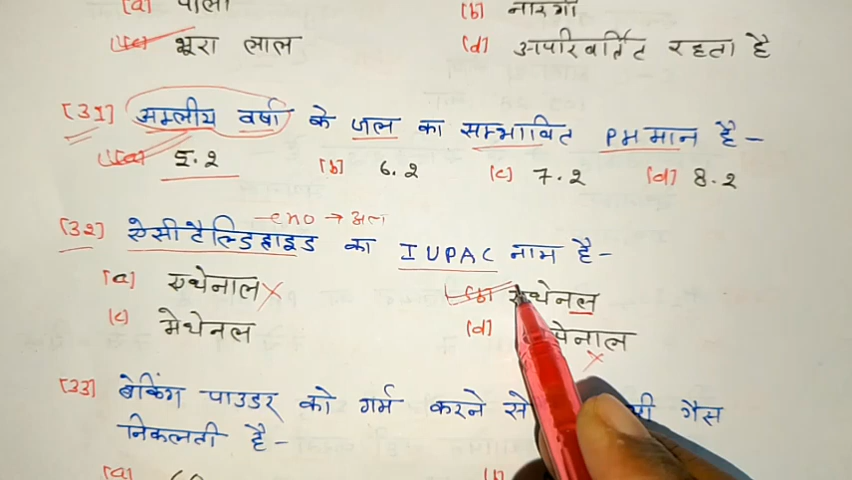 [a] पीला [b] नारंगी
[c] भूरा लाल [d] अपरिवर्तित रहता है
[31] अम्लीय वर्षा के जल का सम्भावित PH मान है-
[a] 5.2 [b] 6.2 [c] 7.2 [d] 8.2
-CHO → अल
[32] ऐसीटैल्डिहाइड का IUPAC नाम है-
[a] एथेनाल × [b] एथेनल
[c] मेथेनल [d] नाल ×
[33] बेकिंग पाउडर को गर्म करने से गैस
निकलती है-
[a]